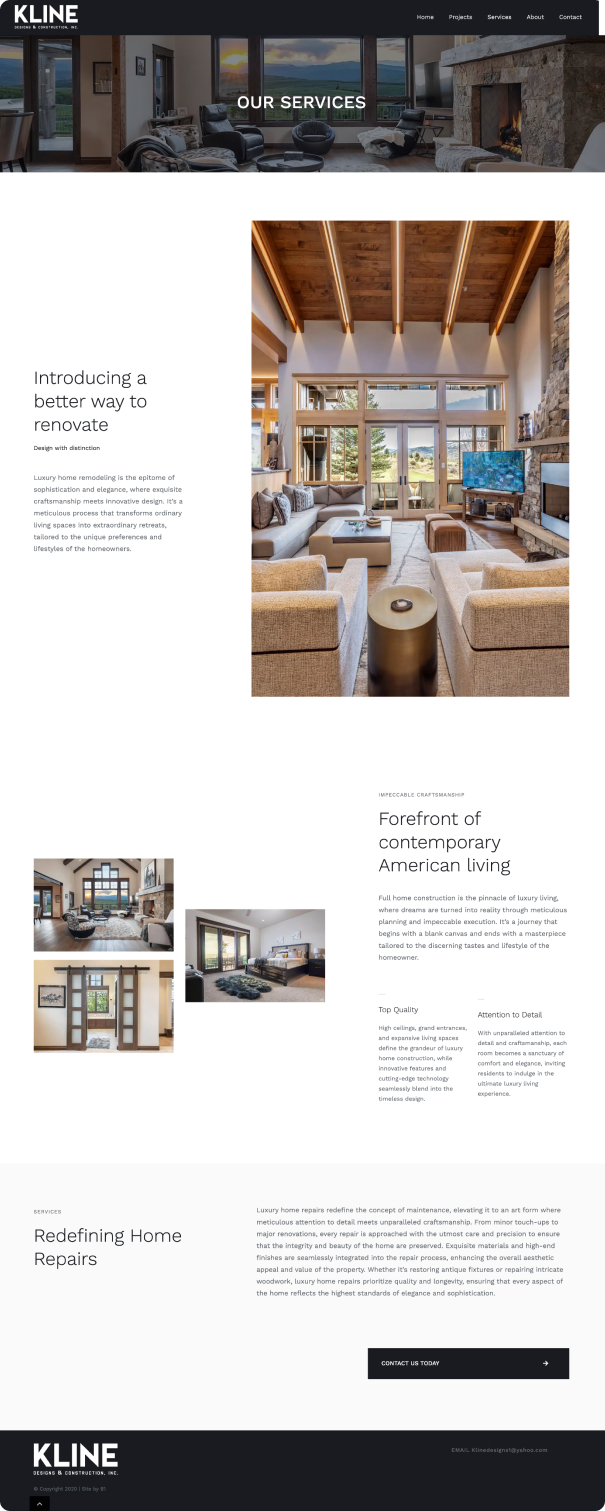 KLINE
DESIGNS & CONSTRUCTION, INC.
Home Projects Services About Contact
OUR SERVICES
Introducing a
better way to
renovate
Design with distinction
Luxury home remodeling is the epitome of
sophistication and elegance, where exquisite
craftsmanship meets innovative design. It's a
meticulous process that transforms ordinary
living spaces into extraordinary retreats,
tailored to the unique preferences and
lifestyles of the homeowners.
IMPECCABLE CRAFTSMANSHIP
Forefront of
contemporary
American living
Full home construction is the pinnacle of luxury living,
where dreams are turned into reality through meticulous
planning and impeccable execution. It's a journey that
begins with a blank canvas and ends with a masterpiece
tailored to the discerning tastes and lifestyle of the
homeowner.
Top Quality
High ceilings, grand entrances,
and expansive living spaces
define the grandeur of luxury
home construction, while
innovative features and
cutting-edge technology
seamlessly blend into the
timeless design.
Attention to Detail
With unparalleled attention to
detail and craftsmanship, each
room becomes a sanctuary of
comfort and elegance, inviting
residents to indulge in the
ultimate luxury living
experience.
SERVICES
Redefining Home
Repairs
Luxury home repairs redefine the concept of maintenance, elevating it to an art form where
meticulous attention to detail meets unparalleled craftsmanship. From minor touch-ups to
major renovations, every repair is approached with the utmost care and precision to ensure
that the integrity and beauty of the home are preserved. Exquisite materials and high-end
finishes are seamlessly integrated into the repair process, enhancing the overall aesthetic
appeal and value of the property. Whether it's restoring antique fixtures or repairing intricate
woodwork, luxury home repairs prioritize quality and longevity, ensuring that every aspect of
the home reflects the highest standards of elegance and sophistication.
CONTACT US TODAY
KLINE
DESIGNS & CONSTRUCTION, INC.
EMAIL Klinedesigns1@yahoo.com
© Copyright 2020 | Site by B1